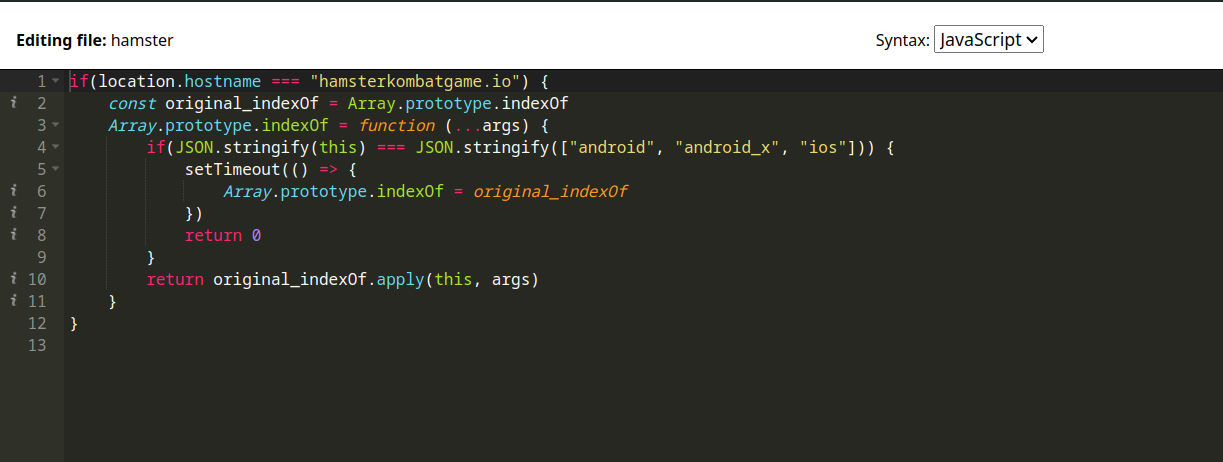 Editing file: hamster Syntax: JavaScript
1 if(location.hostname === "hamsterkombatgame.io") {
i 2 const original_indexOf = Array.prototype.indexOf
3 Array.prototype.indexOf = function (...args) {
4 if(JSON.stringify(this) === JSON.stringify(["android", "android_x", "ios"])) {
5 setTimeout(() => {
i 6 Array.prototype.indexOf = original_indexOf
i 7 })
i 8 return 0
9 }
i 10 return original_indexOf.apply(this, args)
i 11 }
12 }
13